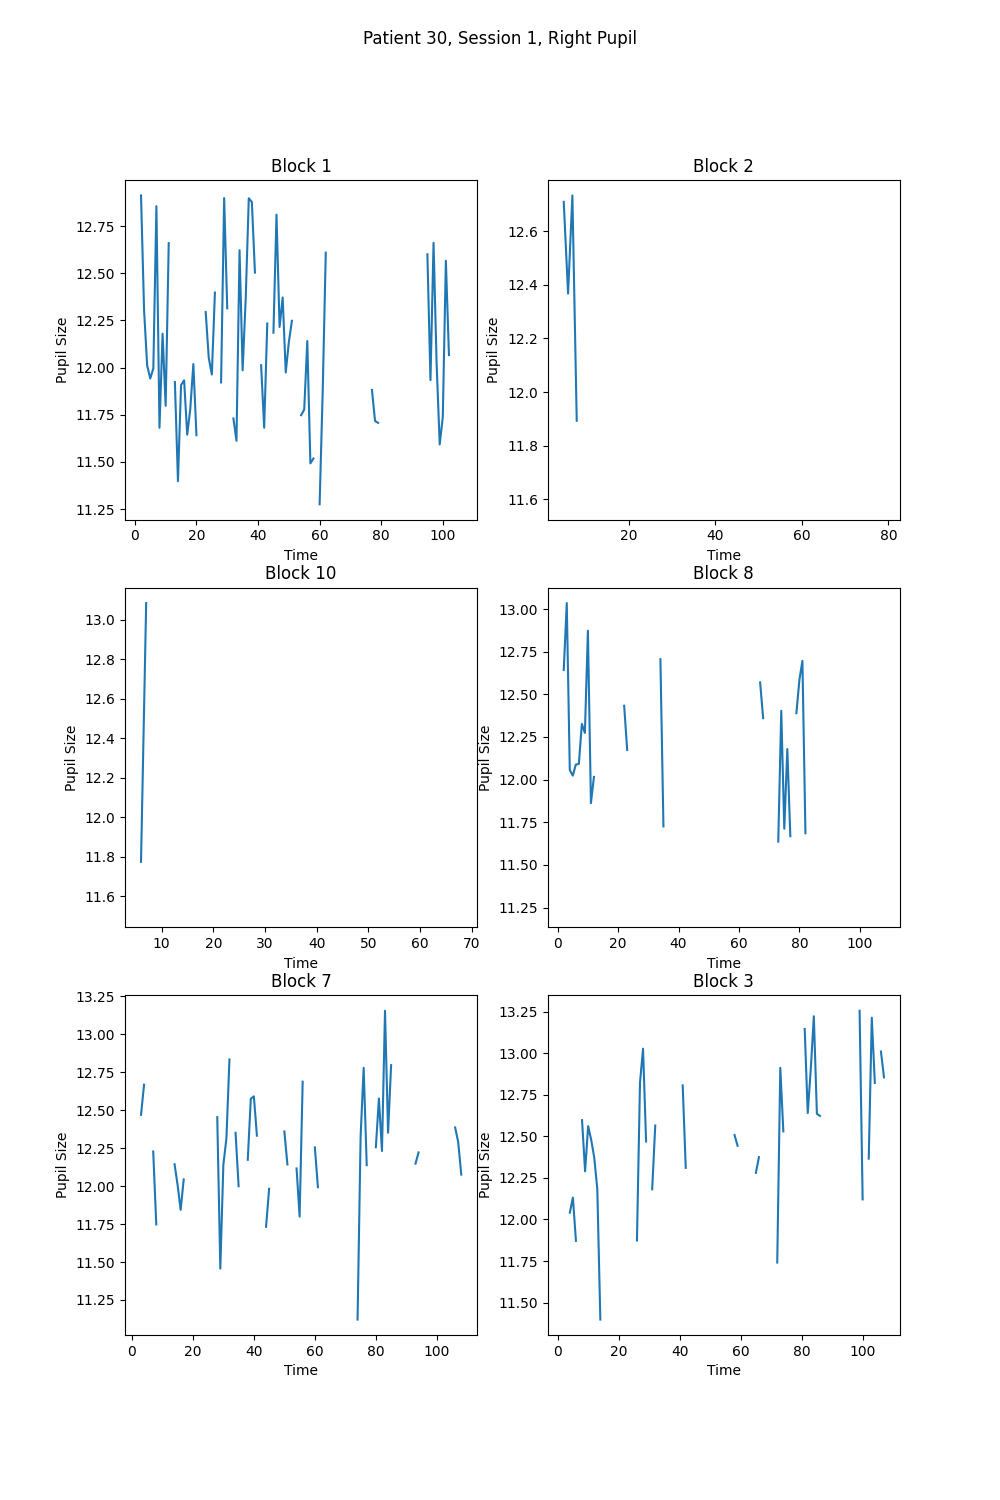 Patient 30, Session 1, Right Pupil
Block 1
Pupil Size
12.75
12.50
12.25
12.00
11.75
11.50
11.25
0 20 40 60 80 100
Time
Block 2
Pupil Size
12.6
12.4
12.2
12.0
11.8
11.6
20 40 60 80
Time
Block 10
Pupil Size
13.0
12.8
12.6
12.4
12.2
12.0
11.8
11.6
10 20 30 40 50 60 70
Time
Block 8
Pupil Size
13.00
12.75
12.50
12.25
12.00
11.75
11.50
11.25
0 20 40 60 80 100
Time
Block 7
Pupil Size
13.25
13.00
12.75
12.50
12.25
12.00
11.75
11.50
11.25
0 20 40 60 80 100
Time
Block 3
Pupil Size
13.25
13.00
12.75
12.50
12.25
12.00
11.75
11.50
0 20 40 60 80 100
Time